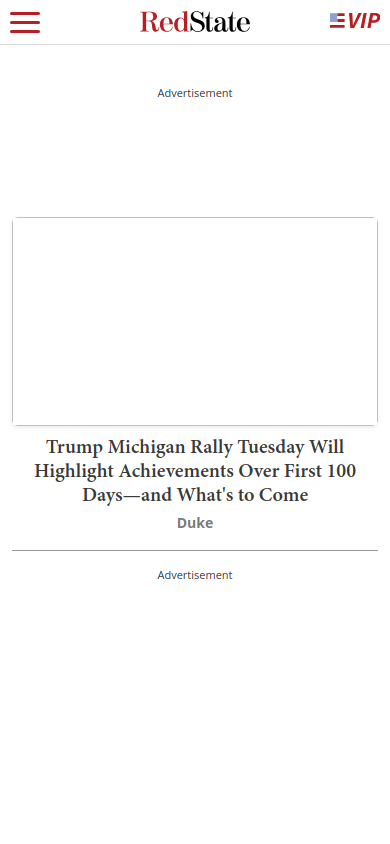 RedState
VIP
Advertisement
Trump Michigan Rally Tuesday Will
Highlight Achievements Over First 100
Days—and What's to Come
Duke
Advertisement